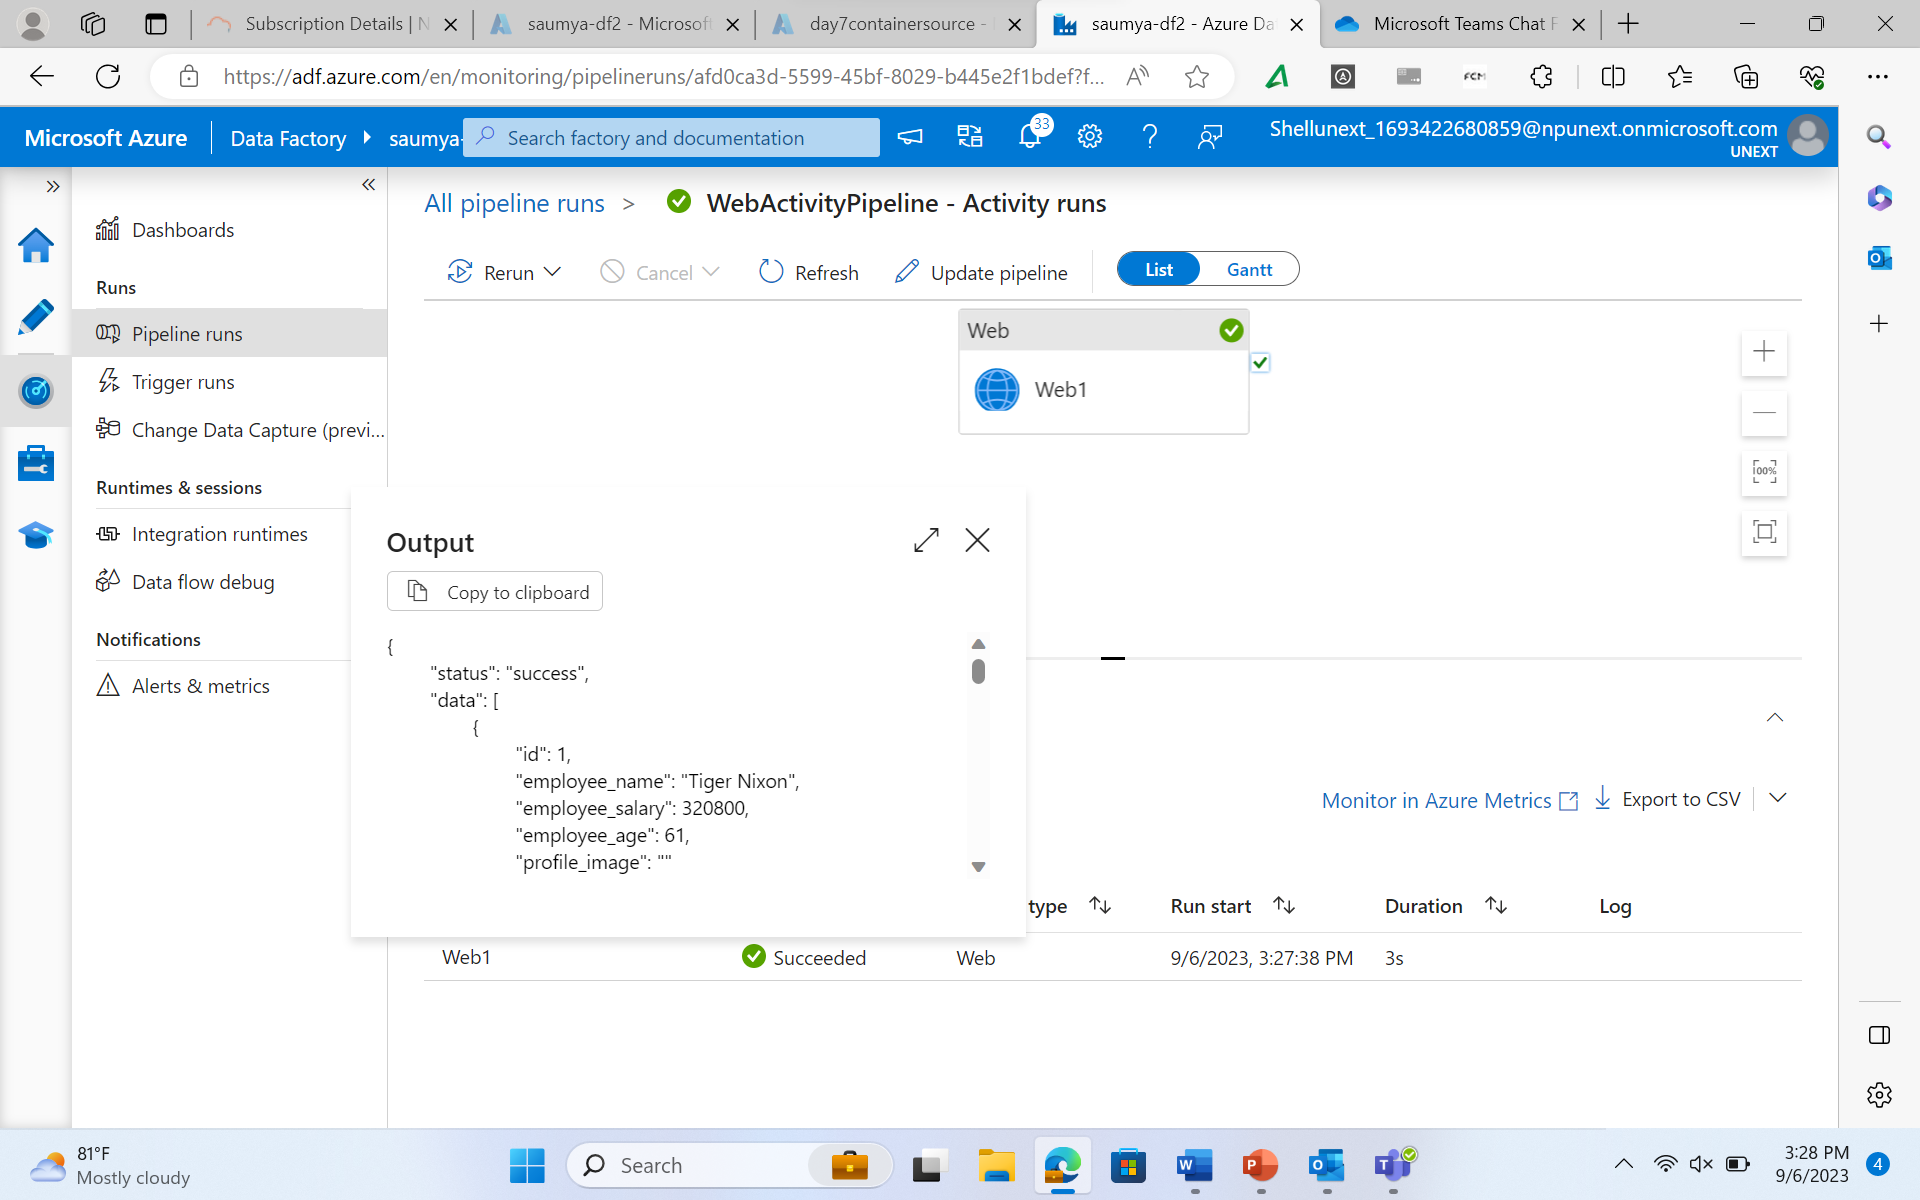 Subscription Details | N
saumya-df2 - Microsoft
day7containersource -
saumya-df2 - Azure Da
Microsoft Teams Chat F
https://adf.azure.com/en/monitoring/pipelineruns/afd0ca3d-5599-45bf-8029-b445e2f1bdef?f...
FCM
Microsoft Azure
Data Factory
saumya-
Search factory and documentation
33
Shellunext_1693422680859@npunext.onmicrosoft.com
UNEXT
Dashboards
Runs
Pipeline runs
Trigger runs
Change Data Capture (previ...
Runtimes & sessions
Integration runtimes
Data flow debug
Notifications
Alerts & metrics
All pipeline runs > WebActivityPipeline - Activity runs
Rerun
Cancel
Refresh
Update pipeline
List
Gantt
Web
Web1
100%
Output
Copy to clipboard
{
"status": "success",
"data": [
{
"id": 1,
"employee_name": "Tiger Nixon",
"employee_salary": 320800,
"employee_age": 61,
"profile_image": ""
Monitor in Azure Metrics
Export to CSV
type
Run start
Duration
Log
Web1
Succeeded
Web
9/6/2023, 3:27:38 PM
3s
81°F
Mostly cloudy
Search
3:28 PM
9/6/2023
4